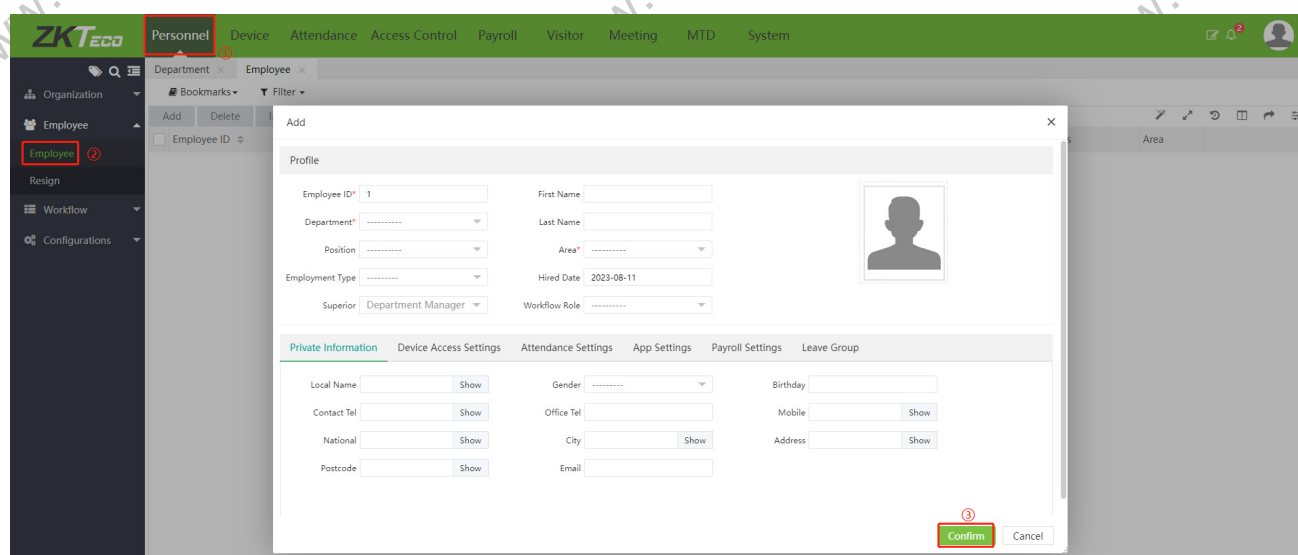 ZKTeco Personnel Device Attendance Access Control Payroll Visitor Meeting MTD System 2
①
Department × Employee ×
Organization Bookmarks Filter
Add Delete
Employee Employee ID Area
Employee ②
Resign
Workflow
Configurations
Add ×
Profile
Employee ID* 1 First Name
Department* ---------- Last Name
Position ---------- Area* ----------
Employment Type --------- Hired Date 2023-08-11
Superior Department Manager Workflow Role ----------
Private Information Device Access Settings Attendance Settings App Settings Payroll Settings Leave Group
Local Name Show Gender --------- Birthday
Contact Tel Show Office Tel Mobile Show
National Show City Show Address Show
Postcode Show Email
③
Confirm Cancel